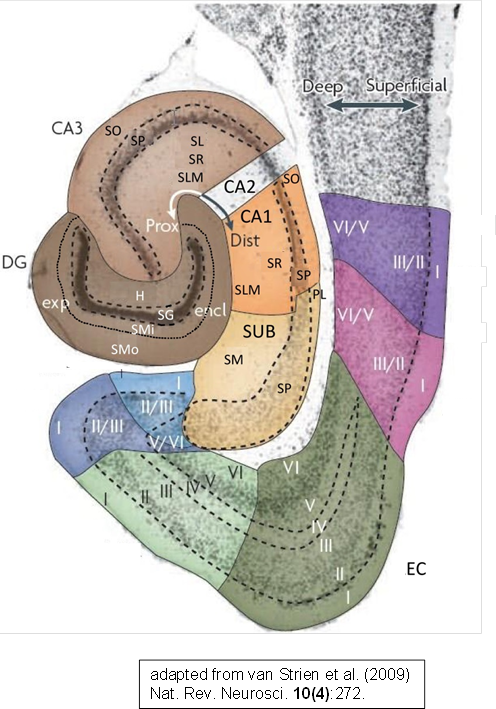 Deep Superficial
CA3
SO
SP
SL
SR
SLM
CA2
SO
CA1
Prox
Dist
VI/V
III/II
I
DG
SR
SP
SLM
PL
exp
H
SG
encl
SMi
SMo
VI/V
III/II
I
SUB
SM
SP
I
I
II/III
I
II/III
V/VI
VI
V
IV
III
II
I
VI
V
IV
III
II
I
EC
adapted from van Strien et al. (2009)
Nat. Rev. Neurosci. 10(4):272.